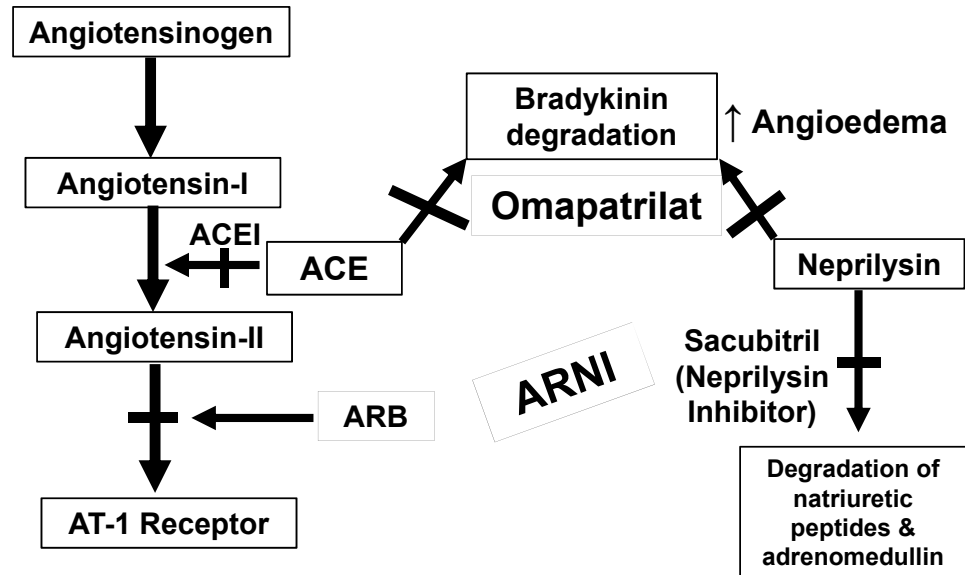 Angiotensinogen
Bradykinin
degradation
↑ Angioedema
Angiotensin-I
Omapatrilat
ACEI
ACE
Neprilysin
Angiotensin-II
Sacubitril
(Neprilysin
Inhibitor)
ARNI
ARB
Degradation of
natriuretic
peptides &
adrenomedullin
AT-1 Receptor